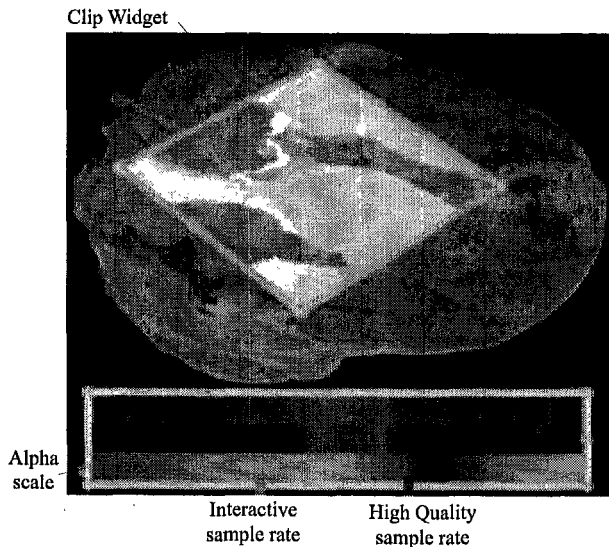 Clip Widget
Alpha
scale
Interactive
sample rate
High Quality
sample rate